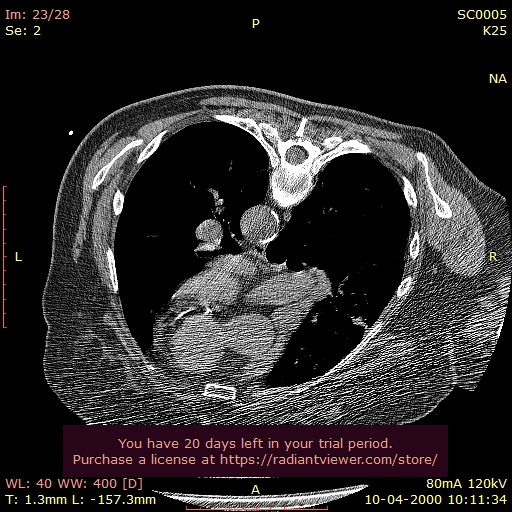 Im: 23/28
Se: 2
P
SC0005
K25
NA
L
R
You have 20 days left in your trial period.
Purchase a license at https://radiantviewer.com/store/
WL: 40 WW: 400 [D]
T: 1.3mm L: -157.3mm
A
80mA 120kV
10-04-2000 10:11:34